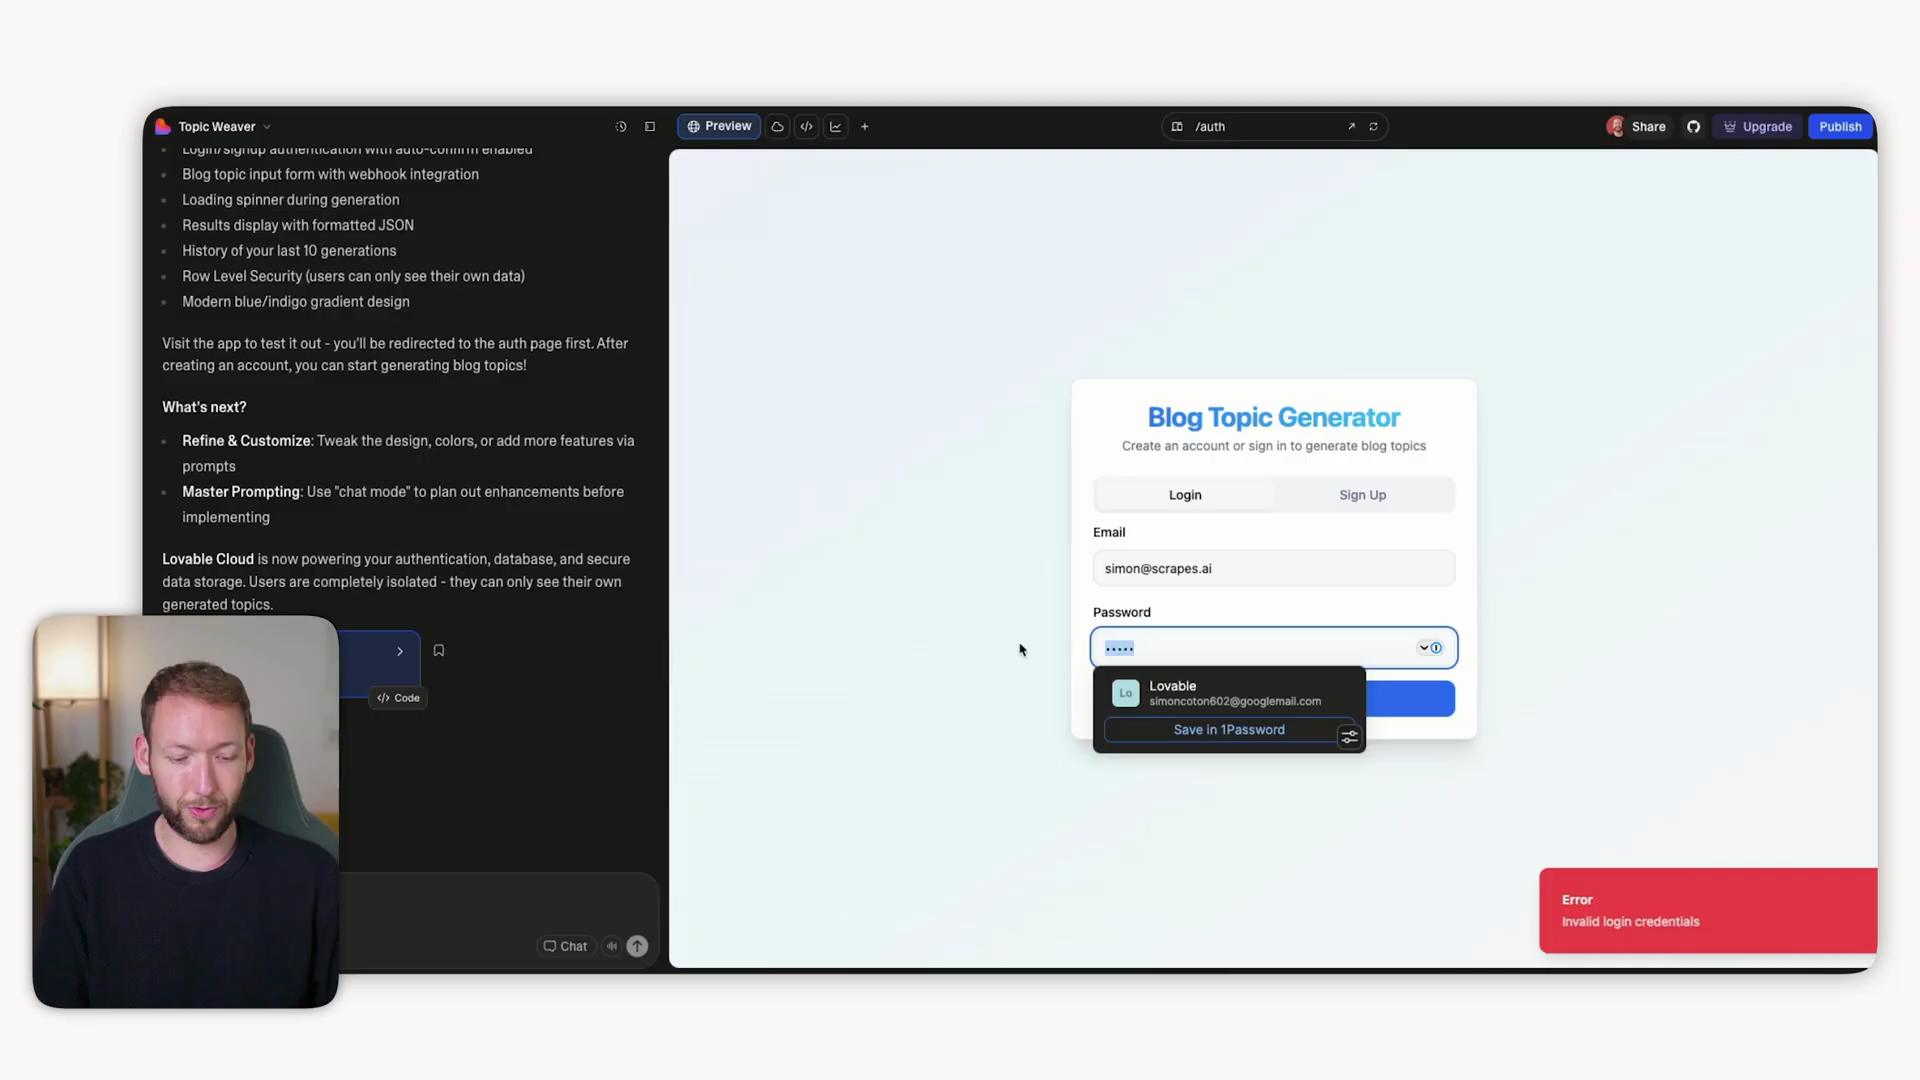 Topic Weaver
Preview
/auth
Share
Upgrade
Publish
Login/signup authentication with auto-confirm enabled
Blog topic input form with webhook integration
Loading spinner during generation
Results display with formatted JSON
History of your last 10 generations
Row Level Security (users can only see their own data)
Modern blue/indigo gradient design
Visit the app to test it out - you'll be redirected to the auth page first. After
creating an account, you can start generating blog topics!
What's next?
Refine & Customize: Tweak the design, colors, or add more features via
prompts
Master Prompting: Use "chat mode" to plan out enhancements before
implementing
Lovable Cloud is now powering your authentication, database, and secure
data storage. Users are completely isolated - they can only see their own
generated topics.
</> Code
Chat
Blog Topic Generator
Create an account or sign in to generate blog topics
Login
Sign Up
Email
simon@scrapes.ai
Password
•••••
Lo
Lovable
simoncoton602@googlemail.com
Save in 1Password
Error
Invalid login credentials